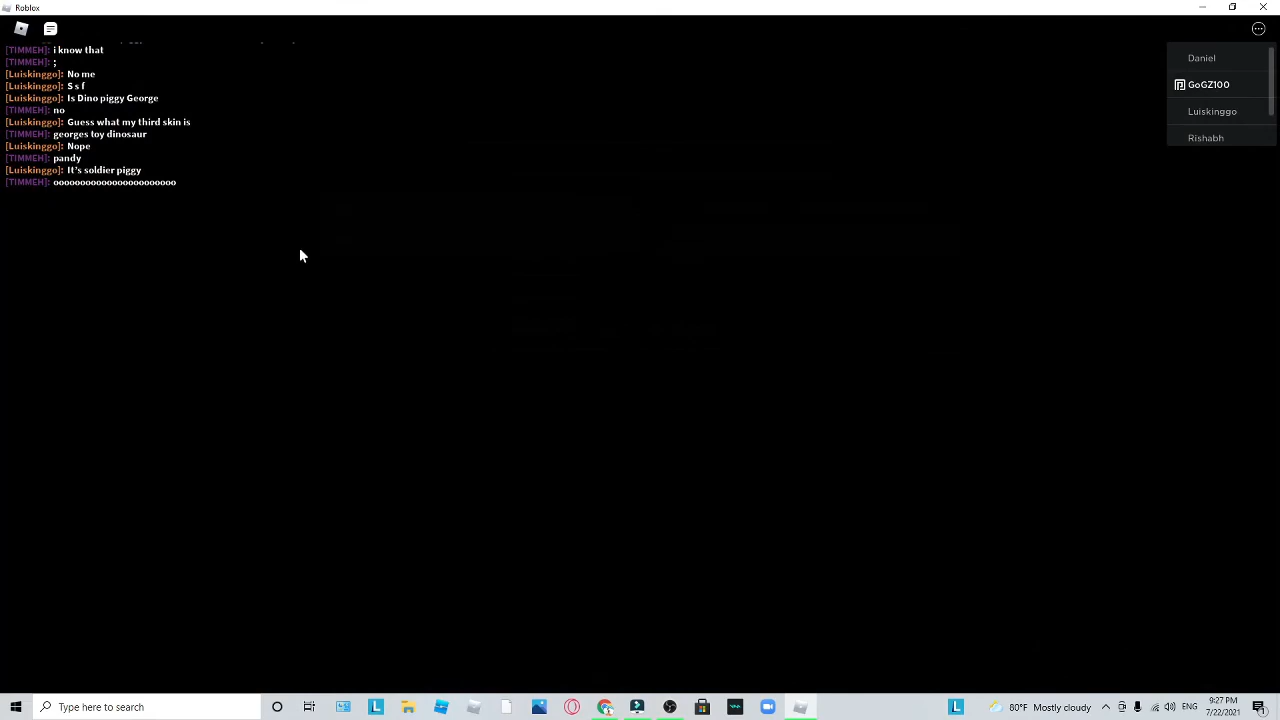 Roblox
[TIMMEH]: i know that
[TIMMEH]: ;
[Luiskinggo]: No me
[Luiskinggo]: S s f
[Luiskinggo]: Is Dino piggy George
[TIMMEH]: no
[Luiskinggo]: Guess what my third skin is
[TIMMEH]: georges toy dinosaur
[Luiskinggo]: Nope
[TIMMEH]: pandy
[Luiskinggo]: It's soldier piggy
[TIMMEH]: ooooooooooooooooooooooo
Daniel
GoGZ100
Luiskinggo
Rishabh
Type here to search
L
L
80°F Mostly cloudy
ENG
9:27 PM
7/22/2021